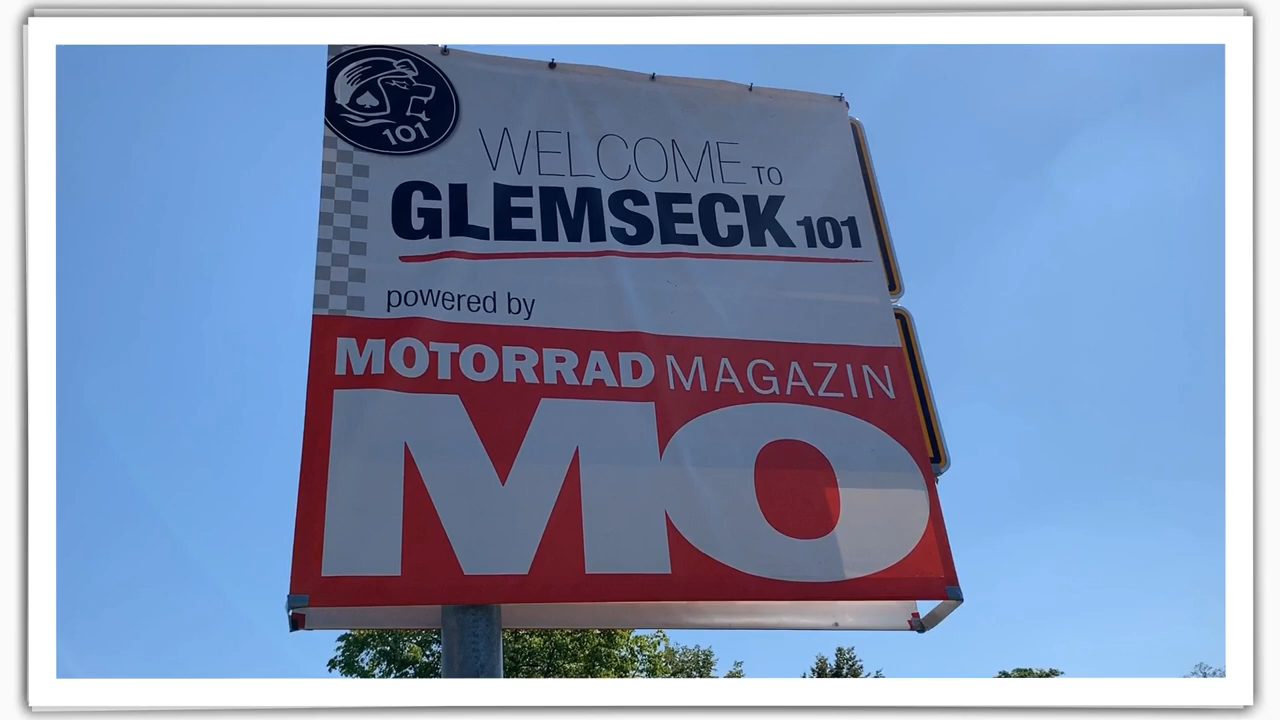 101
WELCOME TO
GLEMSECK 101
powered by
MOTORRAD MAGAZIN
MO